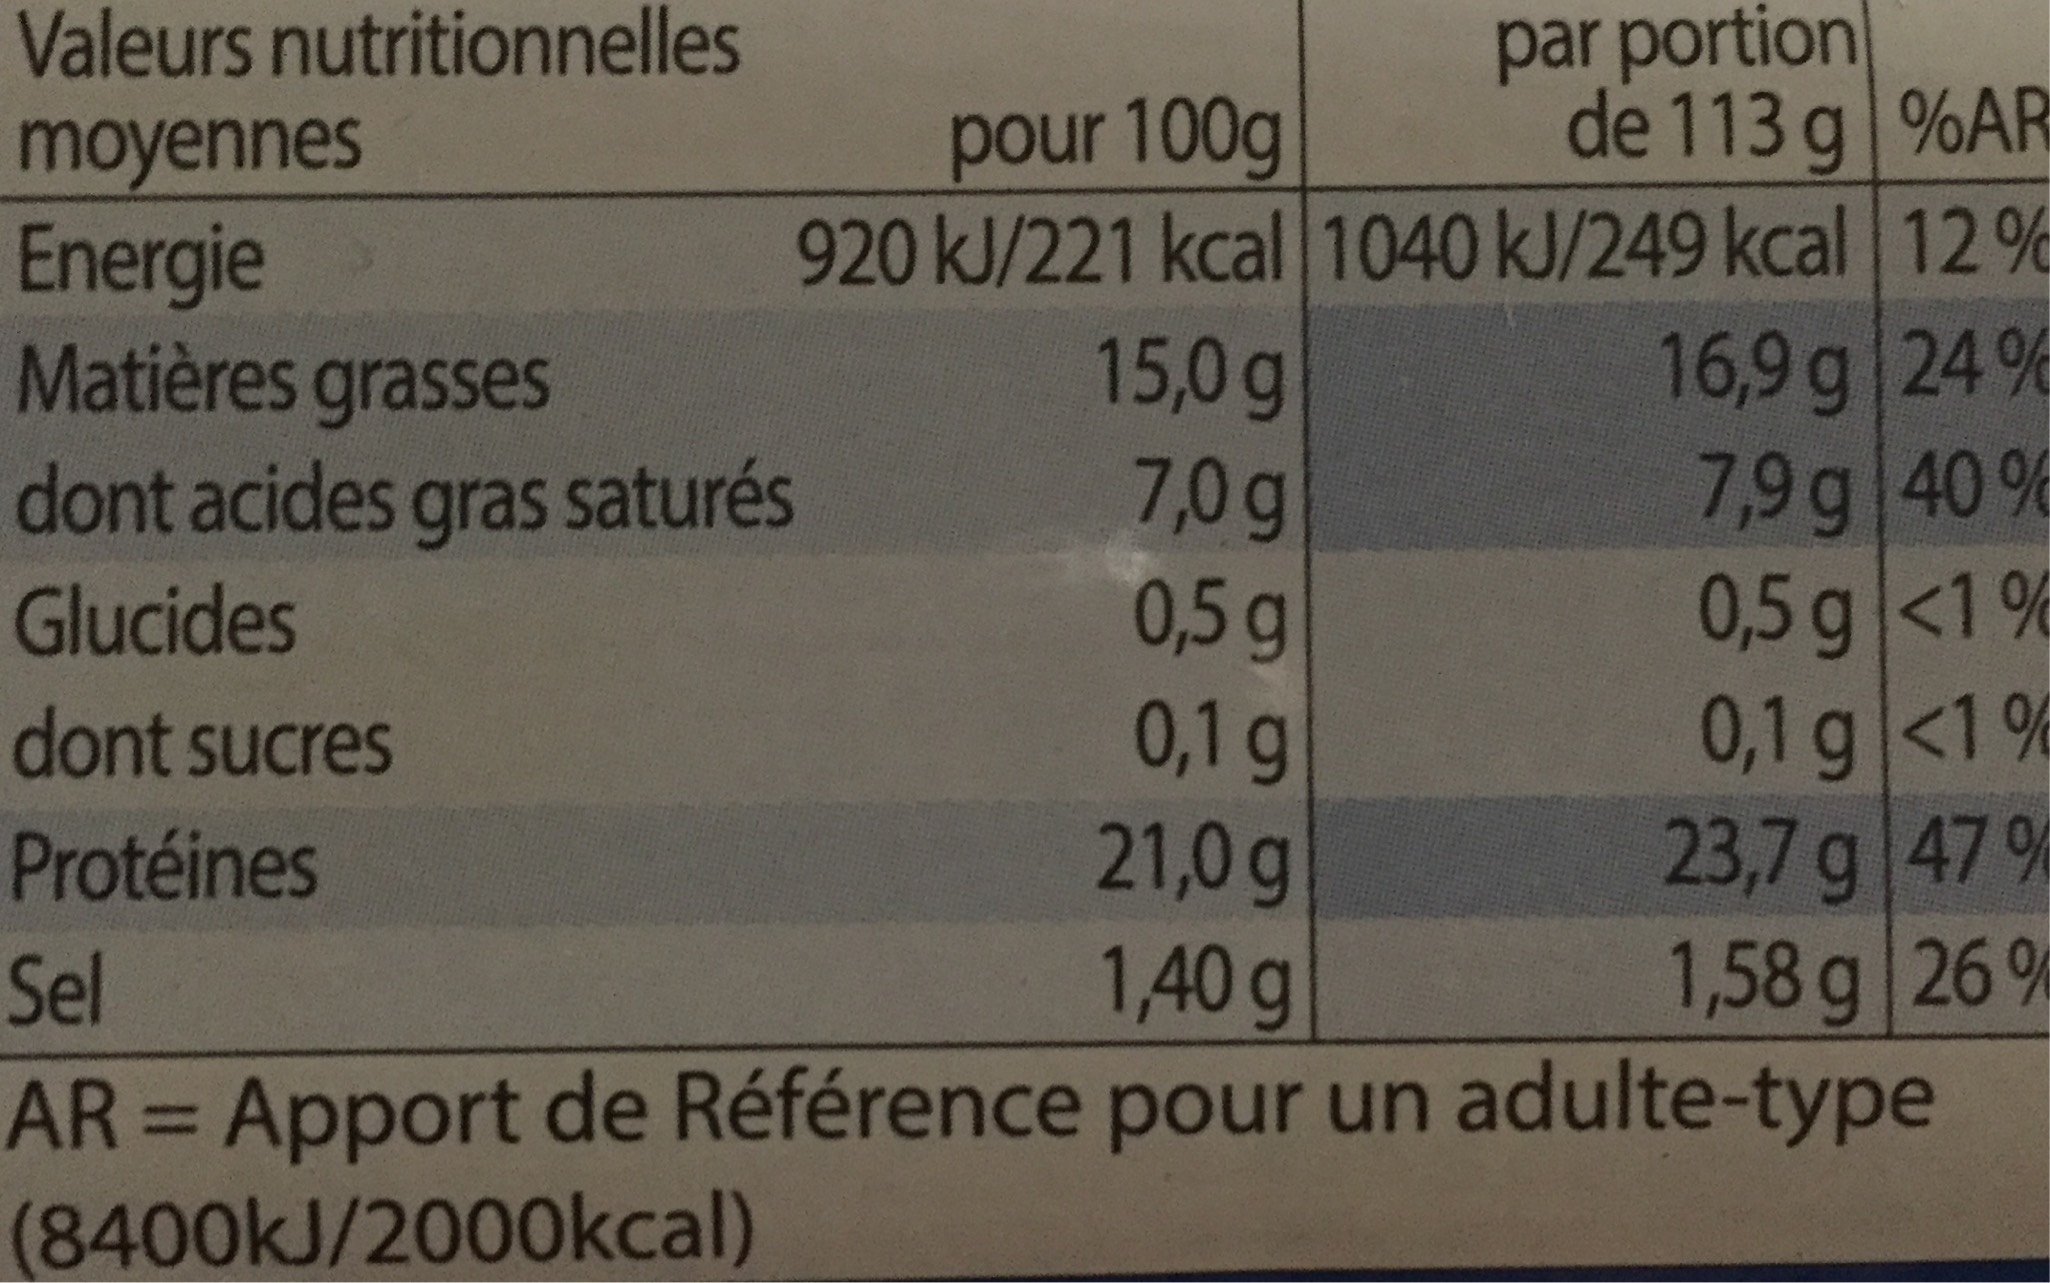 Valeurs nutritionnelles moyennes pour 100g par portion de 113 g %AR
Energie 920 kJ/221 kcal 1040 kJ/249 kcal 12 %
Matières grasses 15,0 g 16,9 g 24 %
dont acides gras saturés 7,0 g 7,9 g 40 %
Glucides 0,5 g 0,5 g <1 %
dont sucres 0,1 g 0,1 g <1 %
Protéines 21,0 g 23,7 g 47 %
Sel 1,40 g 1,58 g 26 %
AR = Apport de Référence pour un adulte-type
(8400kJ/2000kcal)